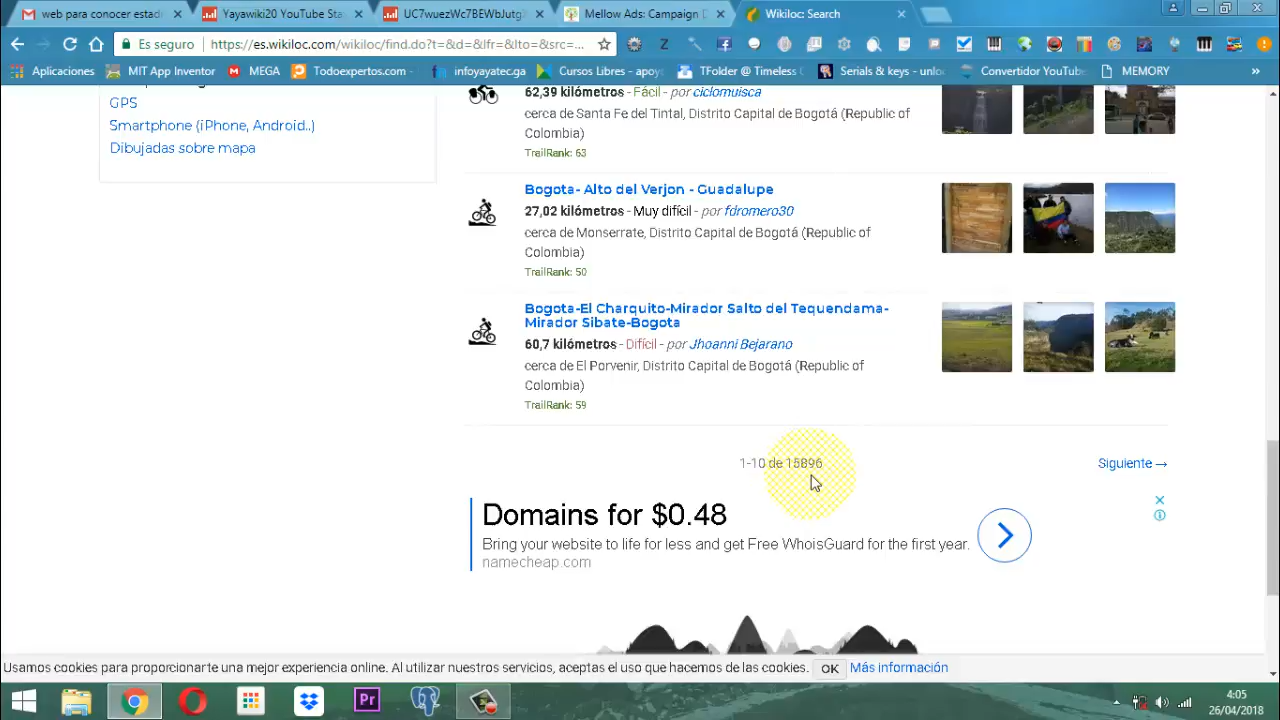 web para conocer estadi
Yayawiki20 YouTube Sta
UC7wuezWc7BEWbJutg7
Mellow Ads: Campaign D
Wikiloc: Search
Es seguro
https://es.wikiloc.com/wikiloc/find.do?t=&d=&lfr=&lto=&src=...
Aplicaciones
MIT App Inventor
MEGA
Todoexpertos.com -
infoyayatec.ga
Cursos Libres - apoy
TFolder @ Timeless
Serials & keys - unlo
Convertidor YouTube
MEMORY
»
GPS
Smartphone (iPhone, Android..)
Dibujadas sobre mapa
62,39 kilómetros - Fácil - por ciclomuisca
cerca de Santa Fe del Tintal, Distrito Capital de Bogotá (Republic of
Colombia)
TrailRank: 63
Bogota- Alto del Verjon - Guadalupe
27,02 kilómetros - Muy difícil - por fdromero30
cerca de Monserrate, Distrito Capital de Bogotá (Republic of
Colombia)
TrailRank: 50
Bogota-El Charquito-Mirador Salto del Tequendama-
Mirador Sibate-Bogota
60,7 kilómetros - Difícil - por Jhoanni Bejarano
cerca de El Porvenir, Distrito Capital de Bogotá (Republic of
Colombia)
TrailRank: 59
1-10 de 15896
Siguiente →
Domains for $0.48
Bring your website to life for less and get Free WhoisGuard for the first year.
namecheap.com
Usamos cookies para proporcionarte una mejor experiencia online. Al utilizar nuestros servicios, aceptas el uso que hacemos de las cookies.
OK
Más información
Pr
4:05
26/04/2018